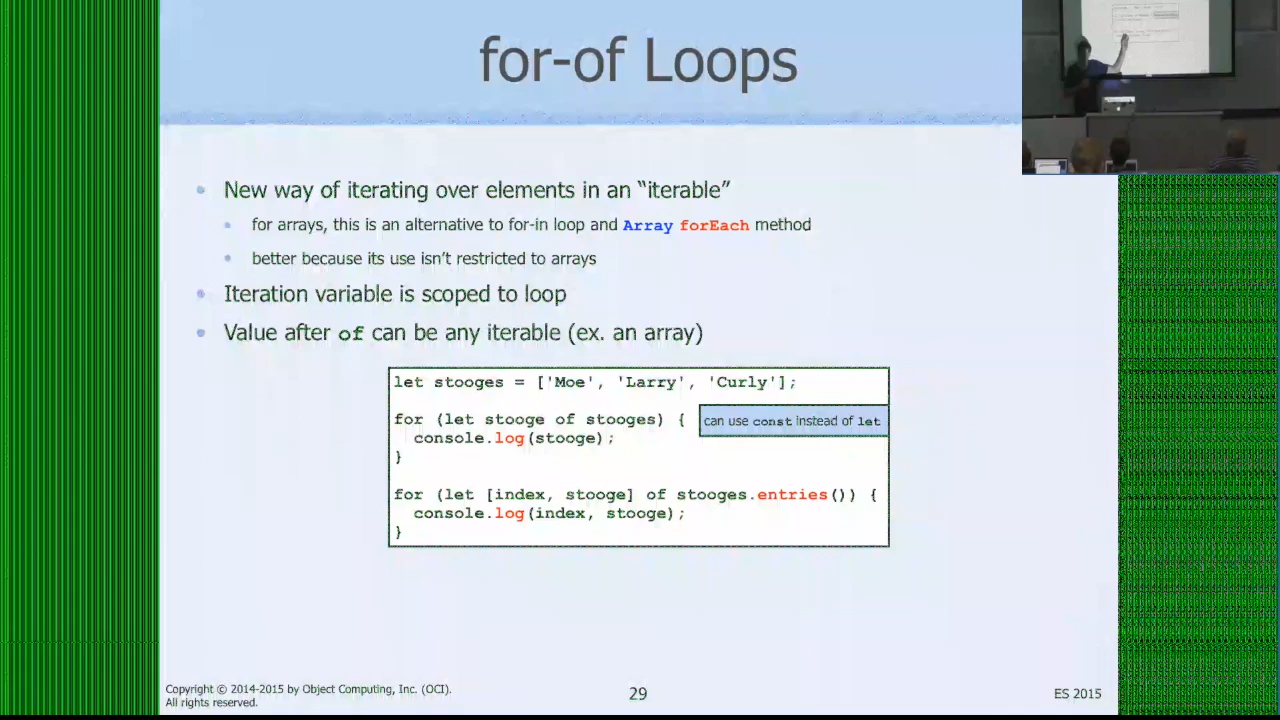 for-of Loops
New way of iterating over elements in an “iterable”
for arrays, this is an alternative to for-in loop and Array forEach method
better because its use isn’t restricted to arrays
Iteration variable is scoped to loop
Value after of can be any iterable (ex. an array)
let stooges = ['Moe', 'Larry', 'Curly'];
for (let stooge of stooges) {
can use const instead of let
console.log(stooge);
}
for (let [index, stooge] of stooges.entries()) {
console.log(index, stooge);
}
Copyright © 2014-2015 by Object Computing, Inc. (OCI).
All rights reserved.
29
ES 2015